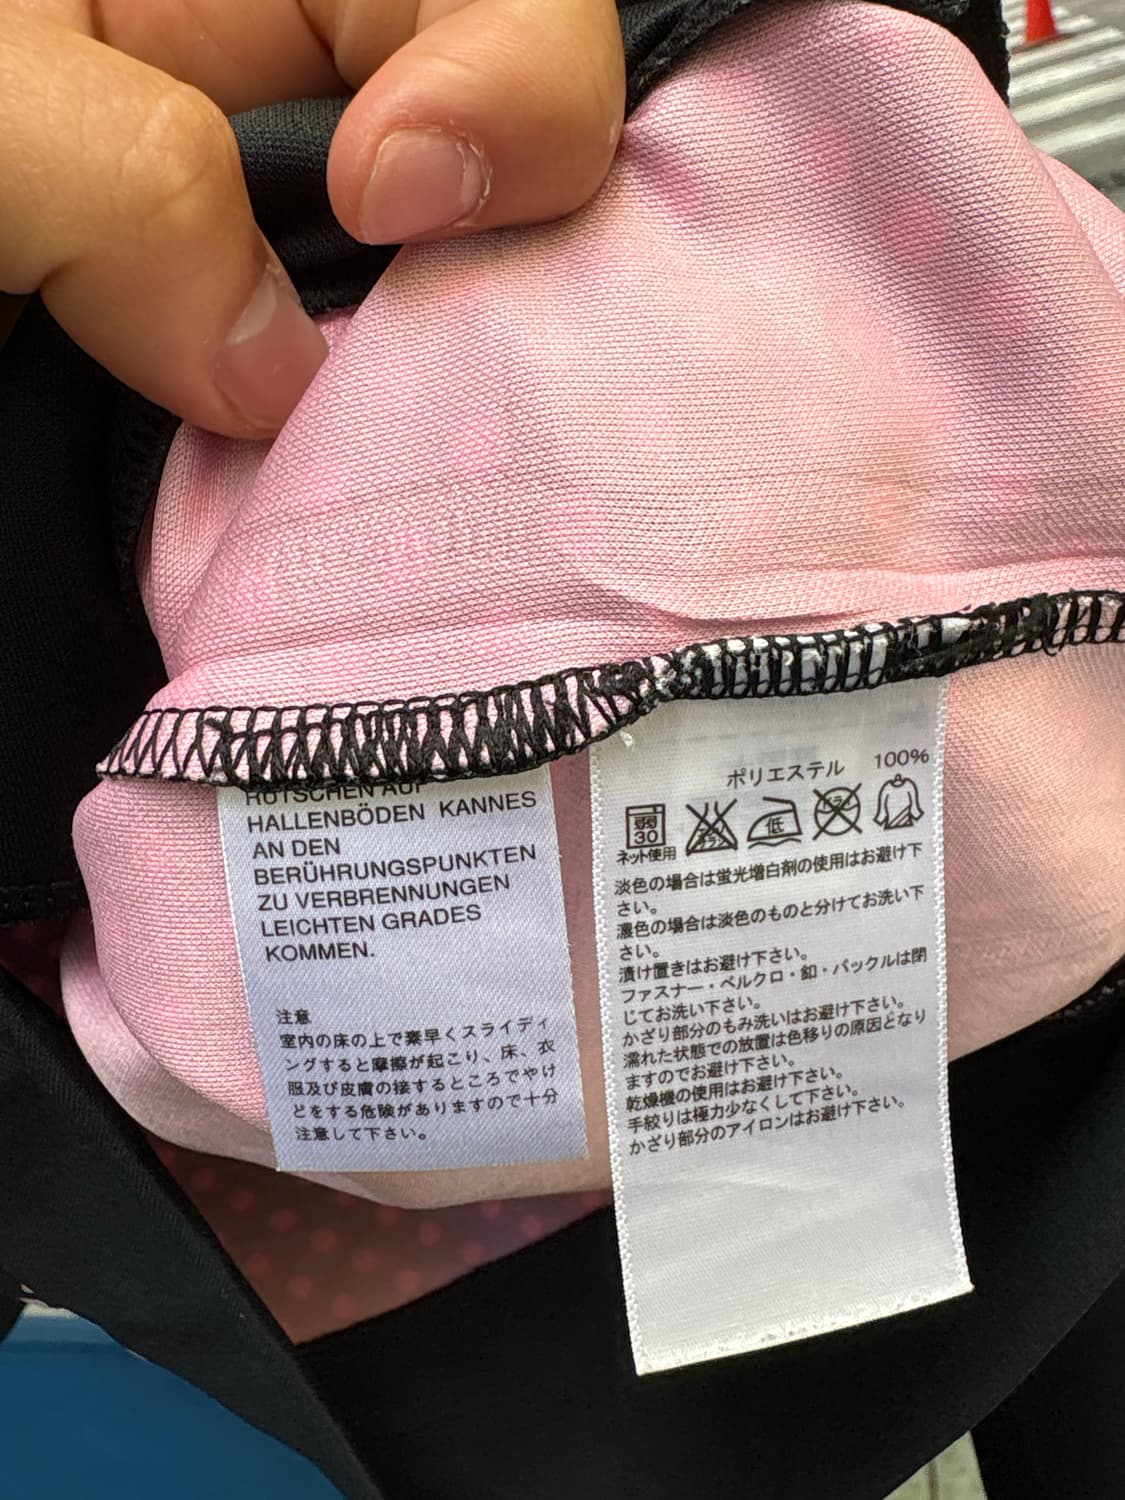 RUTSCHEN AUF
HALLENBÖDEN KANNES
AN DEN
BERÜHRUNGSPUNKTEN
ZU VERBRENNUNGEN
LEICHTEN GRADES
KOMMEN.
注意
室内の床の上で素早くスライディ
ングすると摩擦が起こり、床、衣
服及び皮膚の接するところでやけ
どをする危険がありますので十分
注意して下さい。
ポリエステル 100%
弱
30
ネット使用
低
淡色の場合は蛍光増白剤の使用はお避け下
さい。
濃色の場合は淡色のものと分けてお洗い下
さい。
漬け置きはお避け下さい。
ファスナー・ベルクロ・釦・バックルは閉
じてお洗い下さい。
かざり部分のもみ洗いはお避け下さい。
濡れた状態での放置は色移りの原因となり
ますのでお避け下さい。
乾燥機の使用はお避け下さい。
手絞りは極力少なくして下さい。
かざり部分のアイロンはお避け下さい。